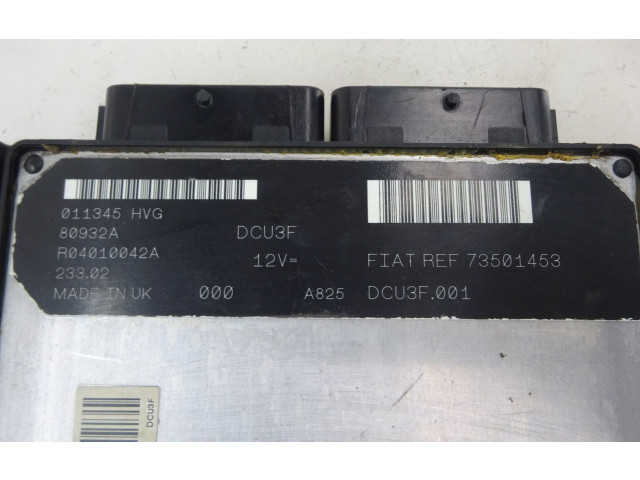 011345 HVG
80932A DCU3F
R04010042A 12V= FIAT REF 73501453
233.02
MADE IN UK 000 A825 DCU3F.001
DCU3F